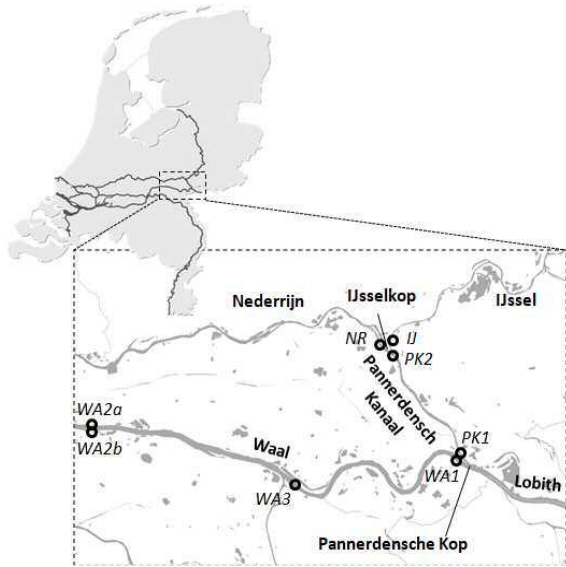 Nederrijn
IJsselkop
IJssel
NR
IJ
PK2
Pannerdensch
Kanaal
WA2a
WA2b
Waal
PK1
WA1
WA3
Lobith
Pannerdensche Kop